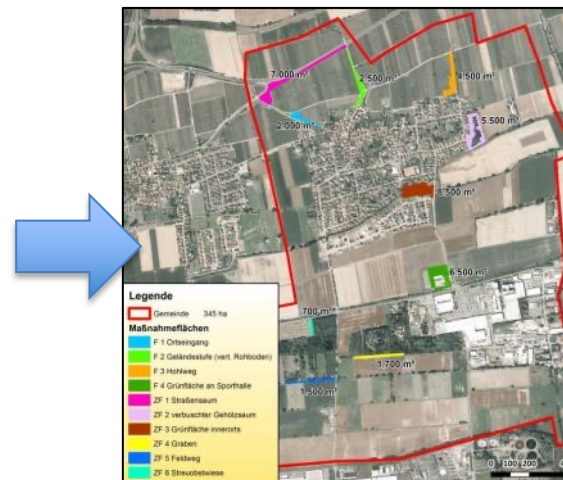 7.000 m²
2.500 m²
4.500 m²
2.000 m²
5.500 m²
8.500 m²
6.500 m²
700 m²
1.700 m²
1.500 m²
Legende
Gemeinde 345 ha
Maßnahmeflächen
F 1 Ortseingang
F 2 Geländestufe (vert. Rohboden)
F 3 Hohlweg
F 4 Grünfläche an Sporthalle
ZF 1 Straßensaum
ZF 2 verbuschter Gehölzsaum
ZF 3 Grünfläche innerorts
ZF 4 Graben
ZF 5 Feldweg
ZF 6 Streuobstwiese
0 100 200